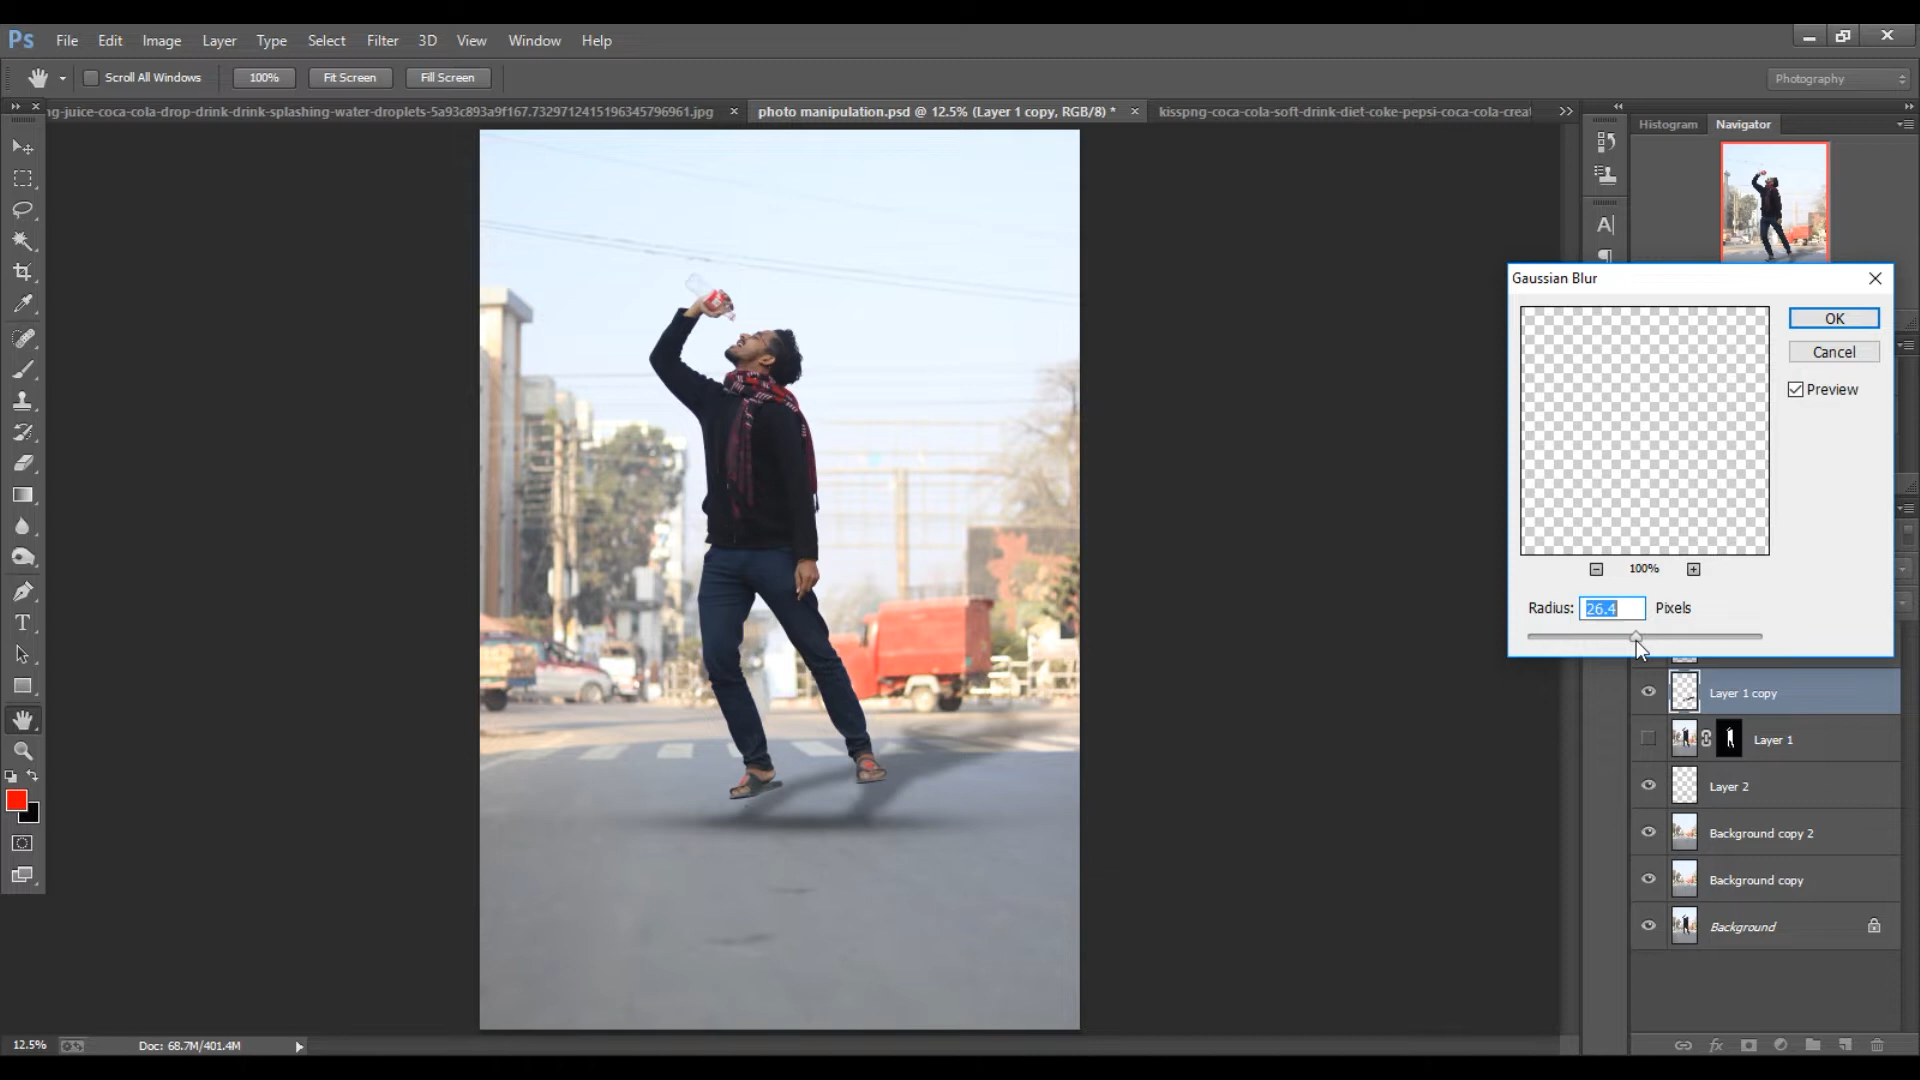 Ps File Edit Image Layer Type Select Filter 3D View Window Help
Scroll All Windows 100% Fit Screen Fill Screen Photography
ng-juice-coca-cola-drop-drink-drink-splashing-water-droplets-5a93c893a9f167.7329712415196345796961.jpg photo manipulation.psd @ 12.5% (Layer 1 copy, RGB/8) * kisspng-coca-cola-soft-drink-diet-coke-pepsi-coca-cola-creat
Histogram Navigator
Gaussian Blur
OK
Cancel
Preview
100%
Radius: 26.4 Pixels
Layer 1 copy
Layer 1
Layer 2
Background copy 2
Background copy
Background
12.5% Doc: 68.7M/401.4M
fx